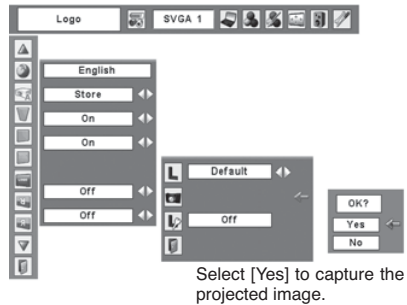 Logo
SVGA 1
English
Store
On
On
Off
Off
L
Default
Off
OK?
Yes
No
Select [Yes] to capture the
projected image.